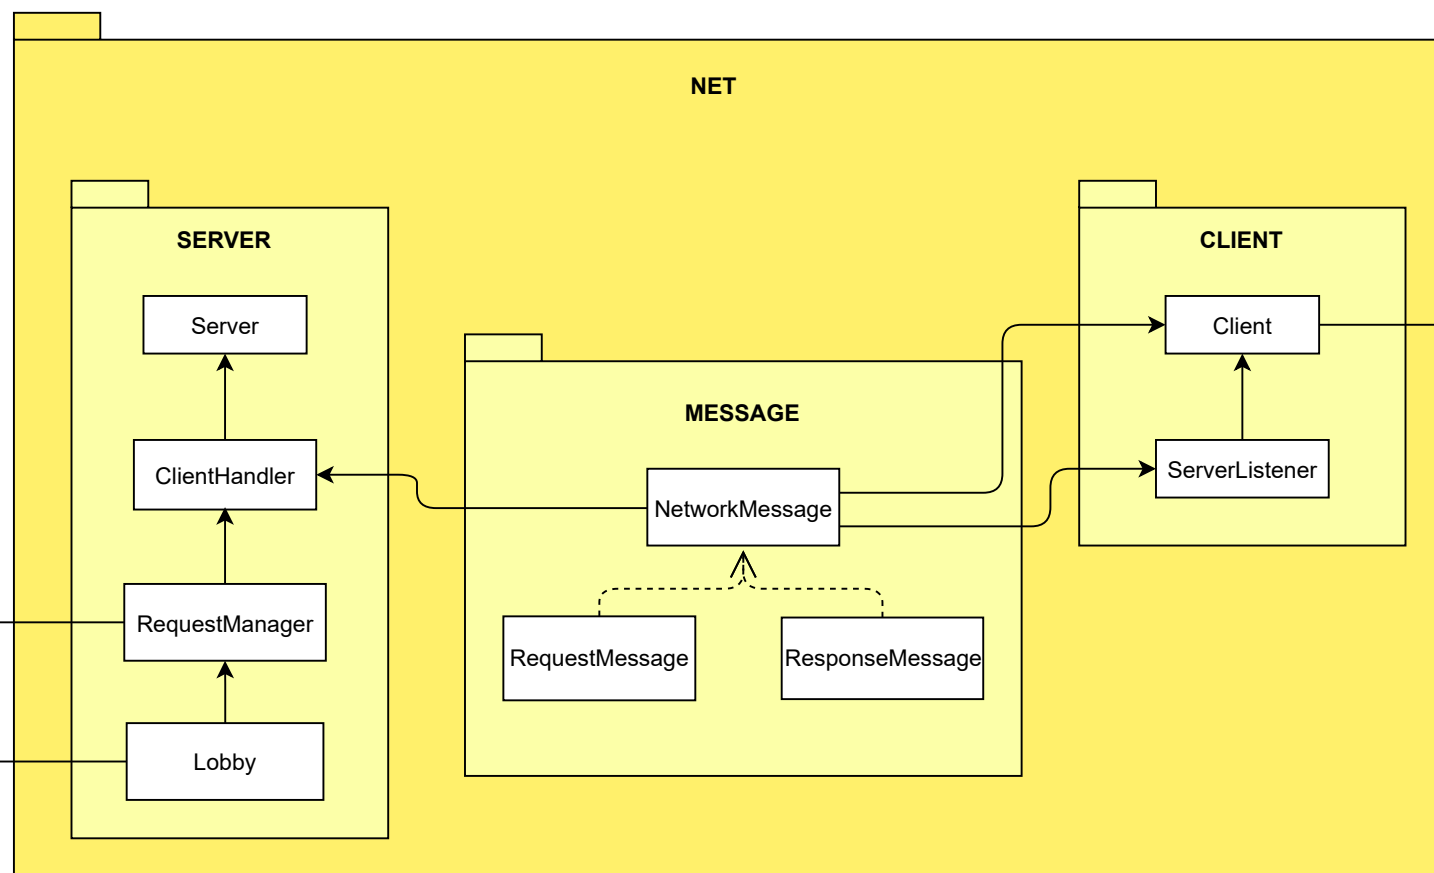 NET
SERVER
Server
ClientHandler
RequestManager
Lobby
MESSAGE
NetworkMessage
RequestMessage
ResponseMessage
CLIENT
Client
ServerListener